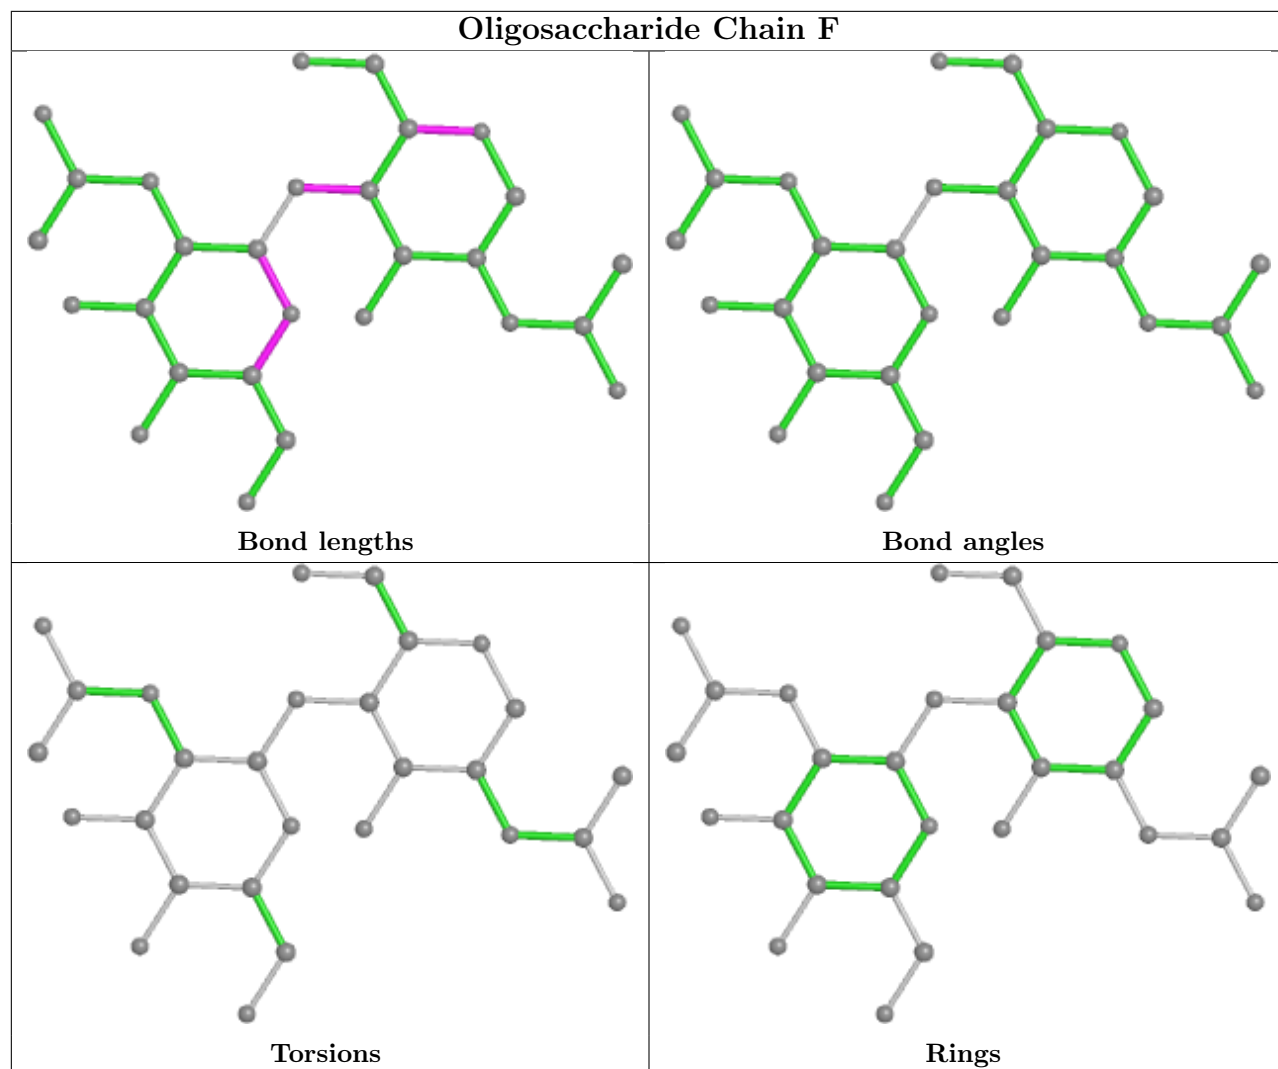 Oligosaccharide Chain F
Bond lengths
Bond angles
Torsions
Rings